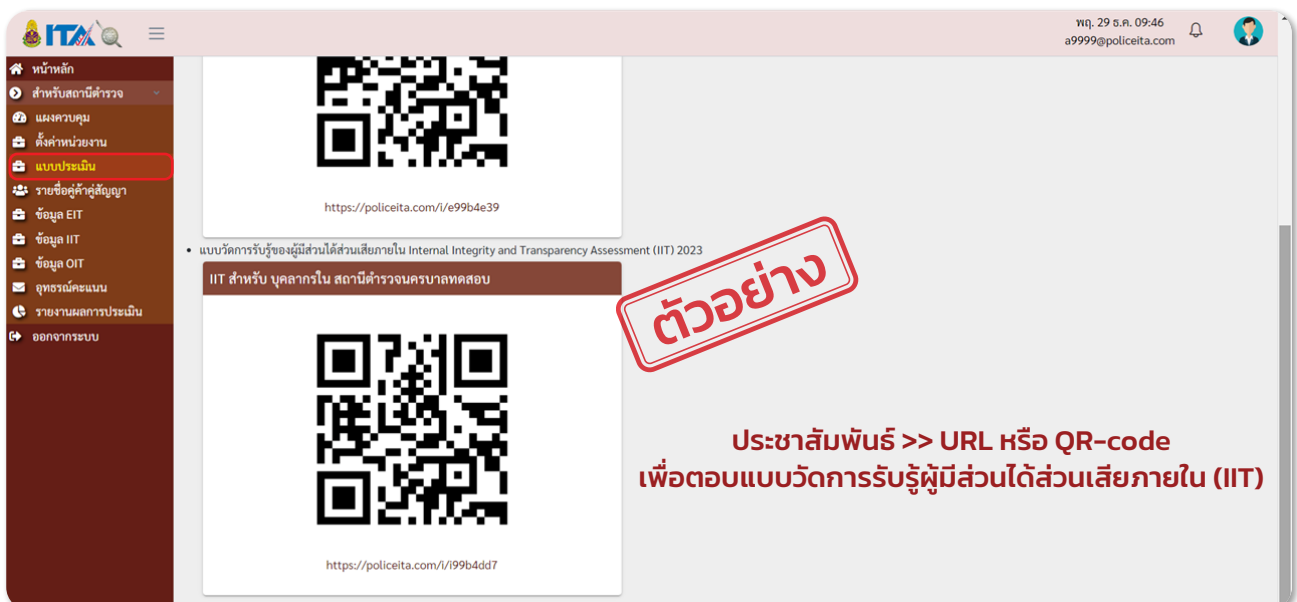 ITA
พฤ. 29 ธ.ค. 09:46
a9999@policeita.com
หน้าหลัก
สำหรับสถานีตำรวจ
แผงควบคุม
ตั้งค่าหน่วยงาน
แบบประเมิน
รายชื่อคู่ค้าคู่สัญญา
ข้อมูล EIT
ข้อมูล IIT
ข้อมูล OIT
อุทธรณ์คะแนน
รายงานผลการประเมิน
ออกจากระบบ
https://policeita.com/i/e99b4e39
แบบวัดการรับรู้ของผู้มีส่วนได้ส่วนเสียภายใน Internal Integrity and Transparency Assessment (IIT) 2023
IIT สำหรับ บุคลากรใน สถานีตำรวจนครบาลทดสอบ
https://policeita.com/i/i99b4dd7
ตัวอย่าง
ประชาสัมพันธ์ >> URL หรือ QR-code
เพื่อตอบแบบวัดการรับรู้ผู้มีส่วนได้ส่วนเสียภายใน (IIT)